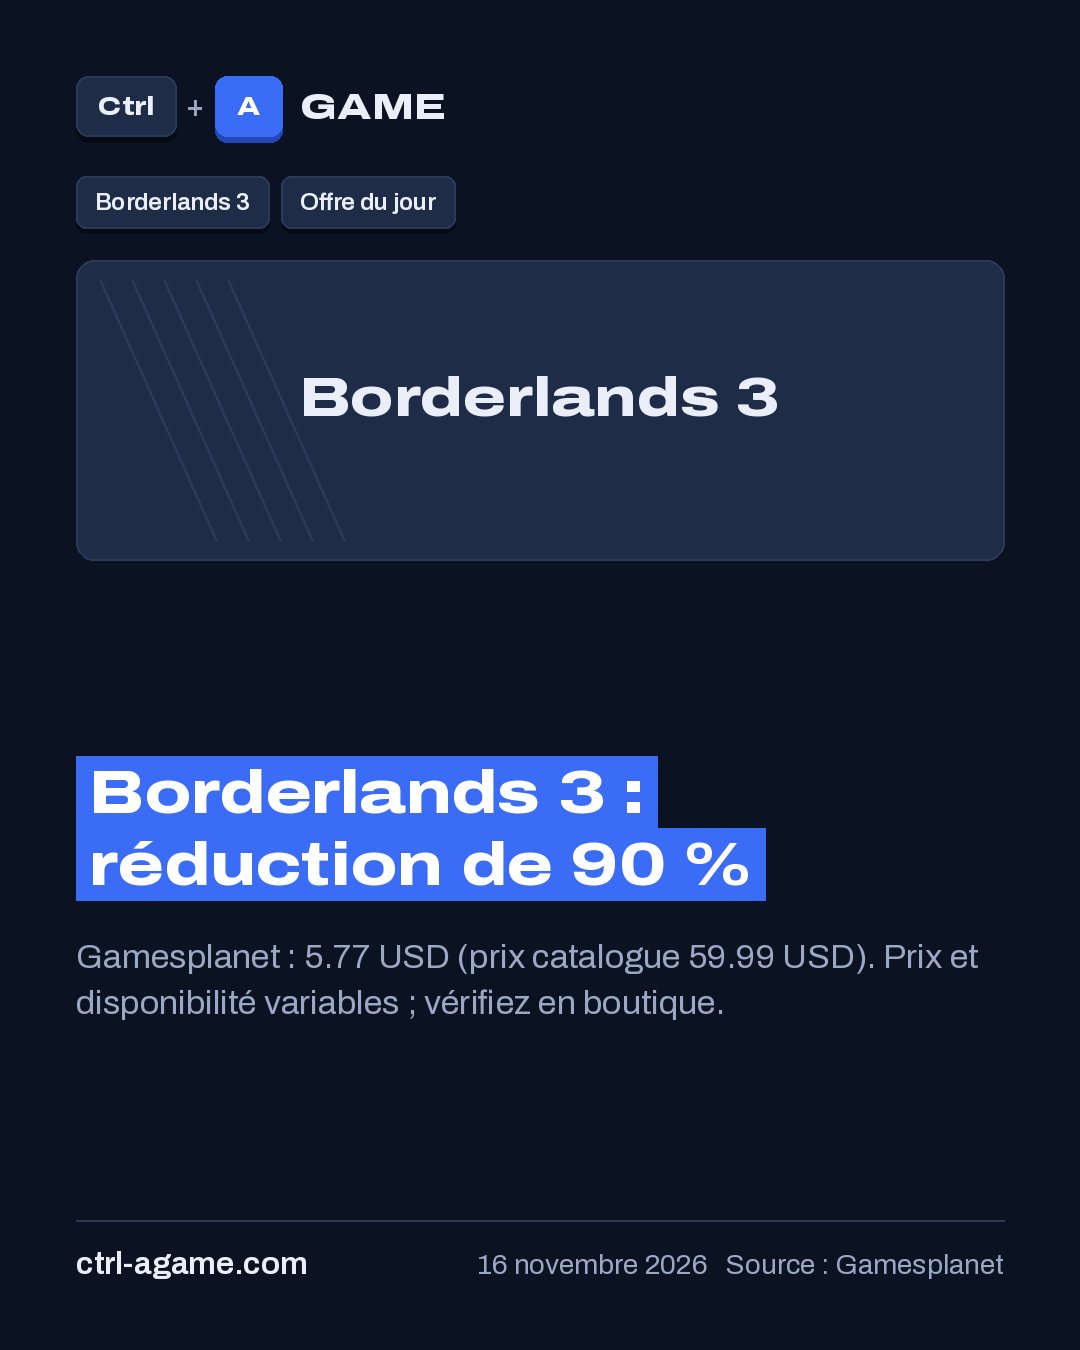 Ctrl + A GAME
Borderlands 3 Offre du jour
Borderlands 3
Borderlands 3 :
réduction de 90 %
Gamesplanet : 5.77 USD (prix catalogue 59.99 USD). Prix et
disponibilité variables ; vérifiez en boutique.
ctrl-agame.com 16 novembre 2026 Source : Gamesplanet